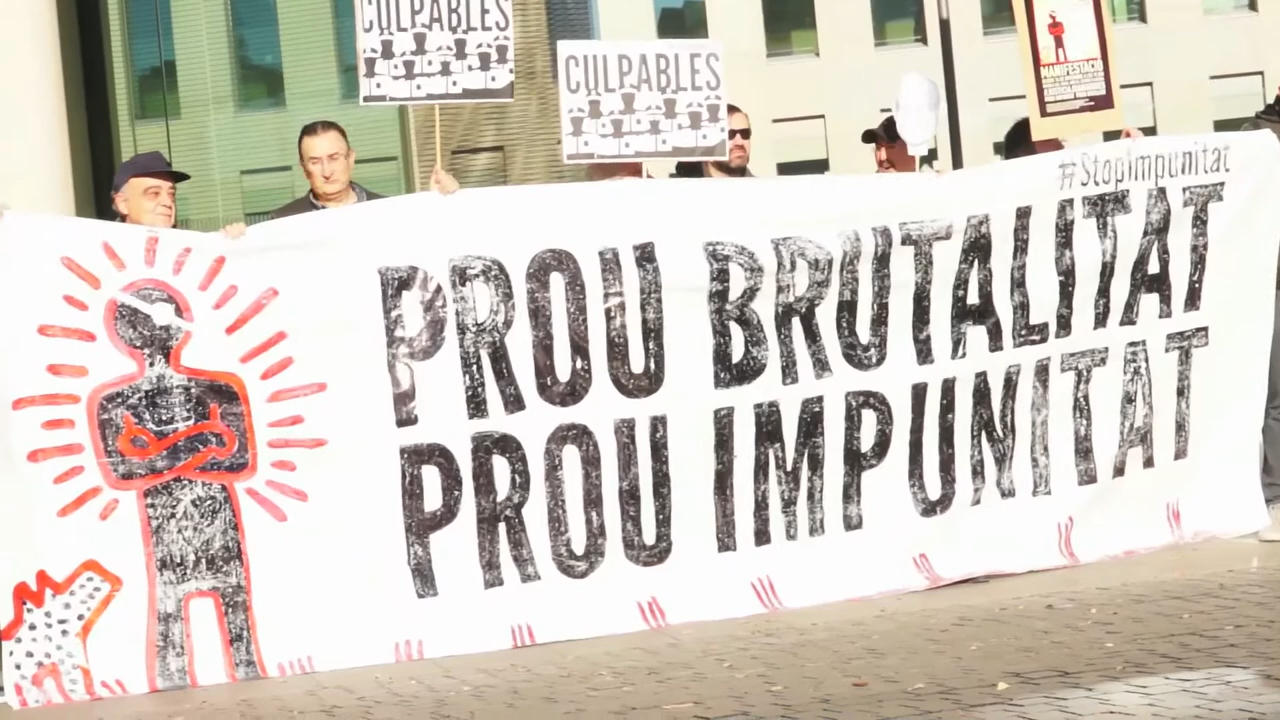 CULPABLES
CULPABLES
MANIFESTACIÓ
#StopImpunitat
PROU BRUTALITAT
PROU IMPUNITAT